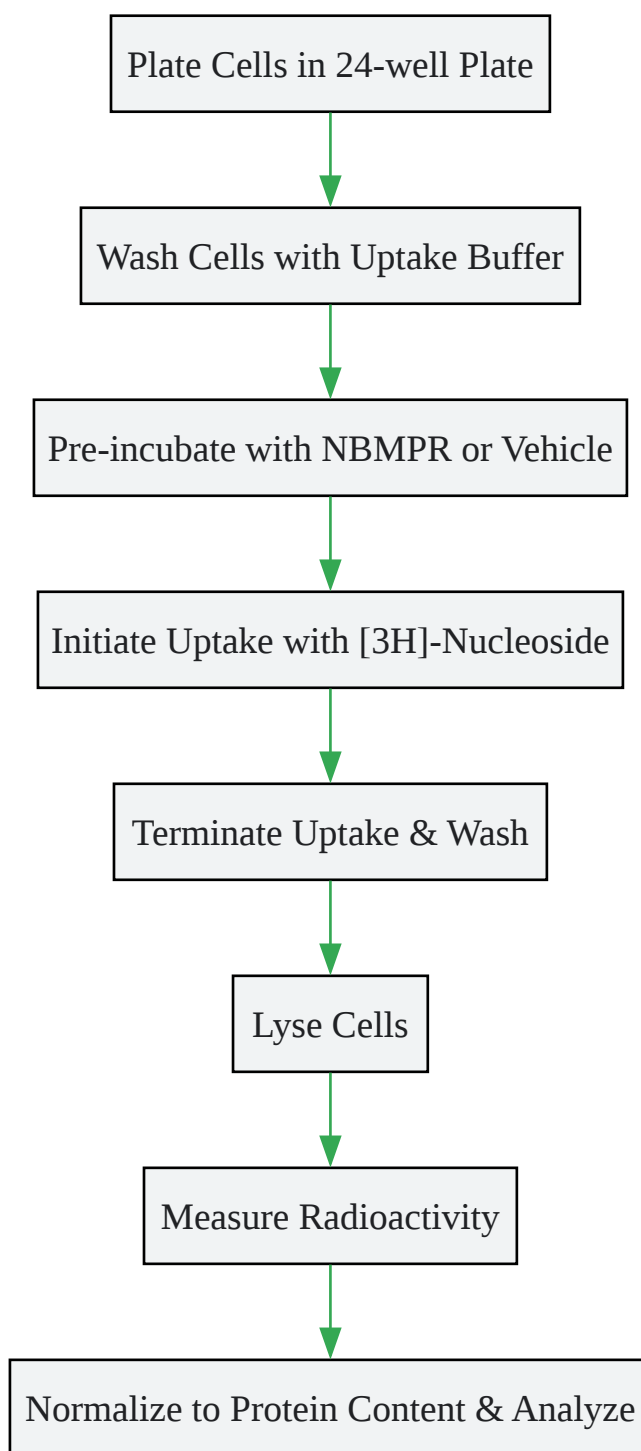 Plate Cells in 24-well Plate
Wash Cells with Uptake Buffer
Pre-incubate with NBMPR or Vehicle
Initiate Uptake with [3H]-Nucleoside
Terminate Uptake & Wash
Lyse Cells
Measure Radioactivity
Normalize to Protein Content & Analyze